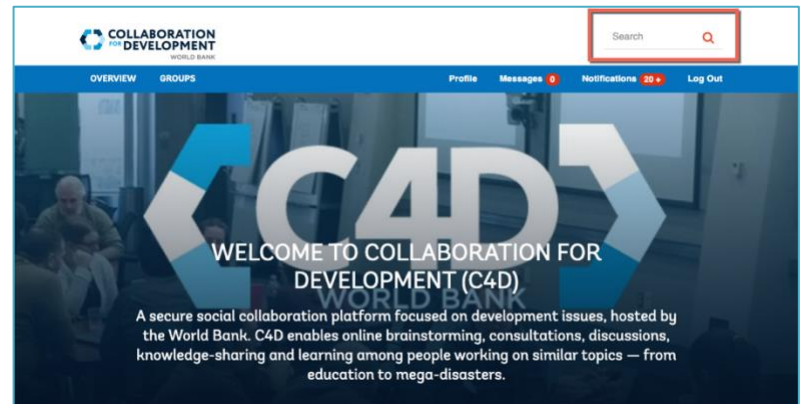 COLLABORATION
FOR DEVELOPMENT
WORLD BANK
Search
OVERVIEW GROUPS Profile Messages 0 Notifications 20+ Log Out
C4D
WORLD BANK
WELCOME TO COLLABORATION FOR
DEVELOPMENT (C4D)
A secure social collaboration platform focused on development issues, hosted by
the World Bank. C4D enables online brainstorming, consultations, discussions,
knowledge-sharing and learning among people working on similar topics — from
education to mega-disasters.